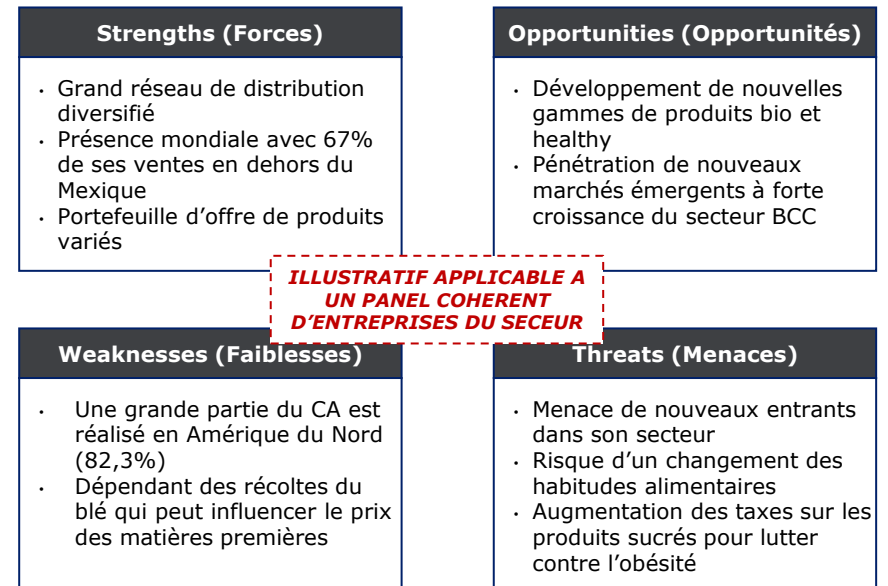 Strengths (Forces)
• Grand réseau de distribution
diversifié
• Présence mondiale avec 67%
de ses ventes en dehors du
Mexique
• Portefeuille d’offre de produits
variés
Opportunities (Opportunités)
• Développement de nouvelles
gammes de produits bio et
healthy
• Pénétration de nouveaux
marchés émergents à forte
croissance du secteur BCC
ILLUSTRATIF APPLICABLE A
UN PANEL COHERENT
D’ENTREPRISES DU SECEUR
Weaknesses (Faiblesses)
• Une grande partie du CA est
réalisé en Amérique du Nord
(82,3%)
• Dépendant des récoltes du
blé qui peut influencer le prix
des matières premières
Threats (Menaces)
• Menace de nouveaux entrants
dans son secteur
• Risque d’un changement des
habitudes alimentaires
• Augmentation des taxes sur les
produits sucrés pour lutter
contre l’obésité